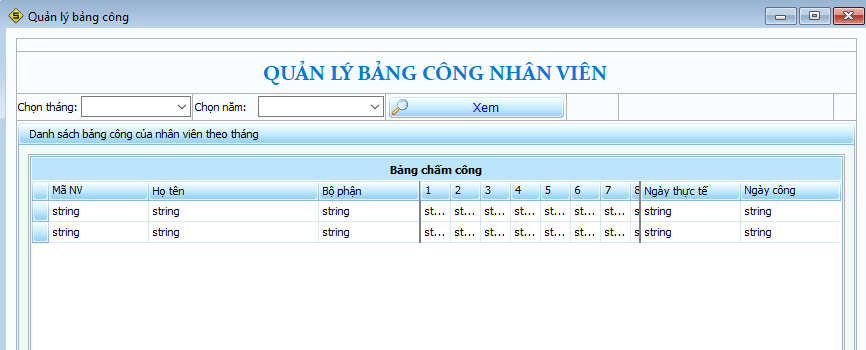 Quản lý bảng công
QUẢN LÝ BẢNG CÔNG NHÂN VIÊN
Chọn tháng: Chọn năm: Xem
Danh sách bảng công của nhân viên theo tháng
Bảng chấm công
Mã NV Họ tên Bộ phận 1 2 3 4 5 6 7 8 Ngày thực tế Ngày công
string string string st... st... st... st... st... st... st... s string string
string string string st... st... st... st... st... st... st... s string string